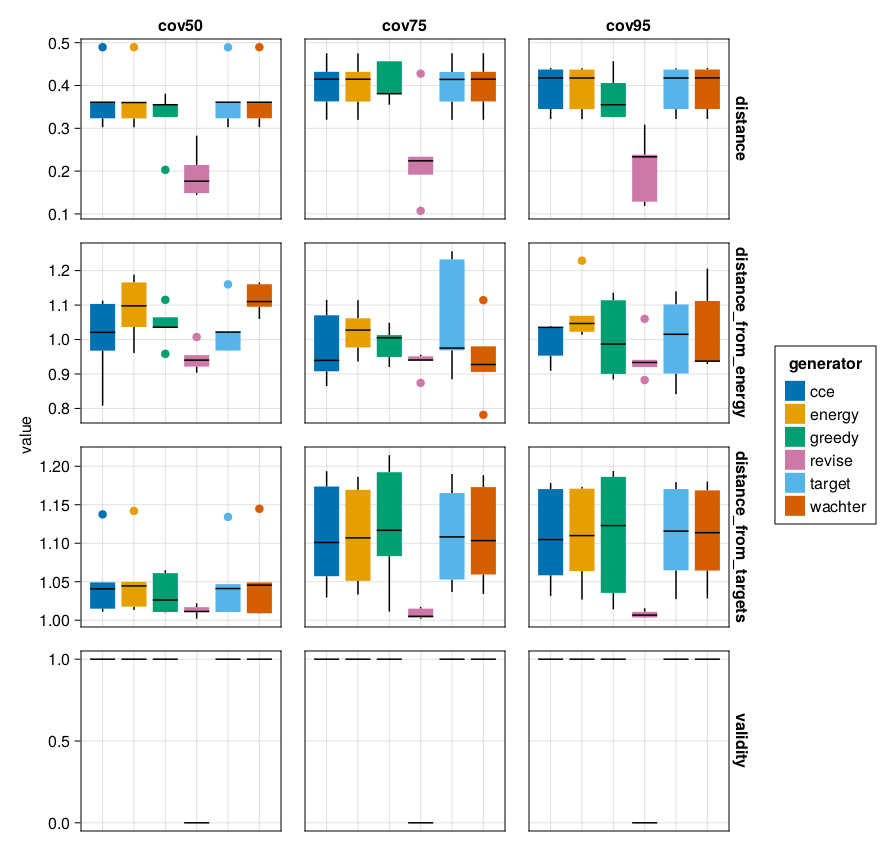 cov50 cov75 cov95
0.5
0.4
0.3
0.2
0.1
distance
1.2
1.1
1.0
0.9
0.8
distance_from_energy
value
1.20
1.15
1.10
1.05
1.00
distance_from_targets
1.0
0.5
0.0
validity
generator
cce
energy
greedy
revise
target
wachter